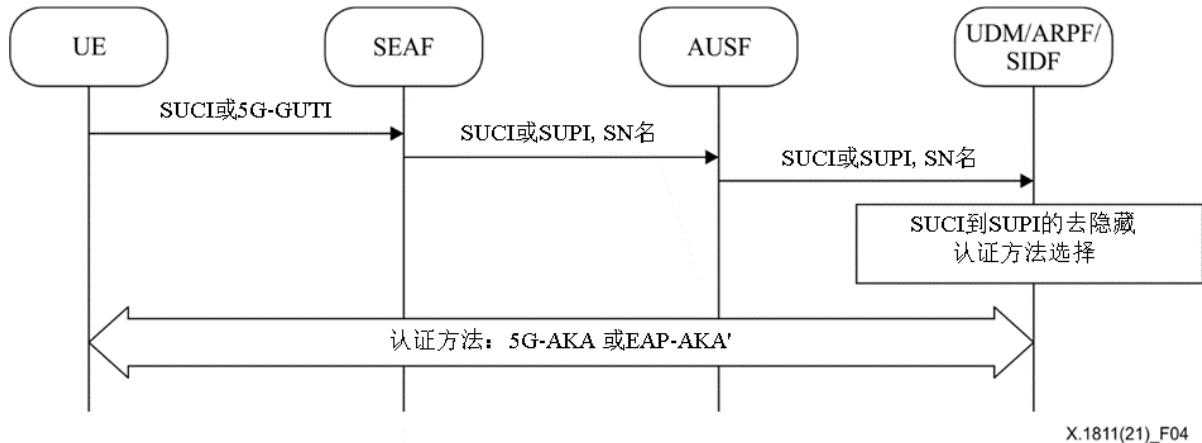 UE
SEAF
AUSF
UDM/ARPF/
SIDF
SUCI或5G-GUTI
SUCI或SUPI, SN名
SUCI或SUPI, SN名
SUCI到SUPI的去隐藏
认证方法选择
认证方法：5G-AKA 或EAP-AKA'
X.1811(21)_F04